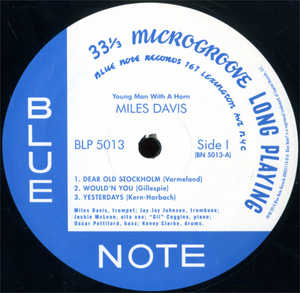 33⅓ MICROGROOVE LONG PLAYING
BLUE NOTE RECORDS 767 LEXINGTON AVE NYC
Young Man With A Horn
MILES DAVIS
BLP 5013
Side I
(BN 5013-A)
1. DEAR OLD STOCKHOLM (Varmeland)
2. WOULD'N YOU (Gillespie)
3. YESTERDAYS (Kern-Harbach)
Miles Davis, trumpet; Jay Jay Johnson, trombone;
Jackie McLean, alto sax; "Gil" Coggins, piano;
Oscar Pettiford, bass; Kenny Clarke, drums.
BLUE
NOTE